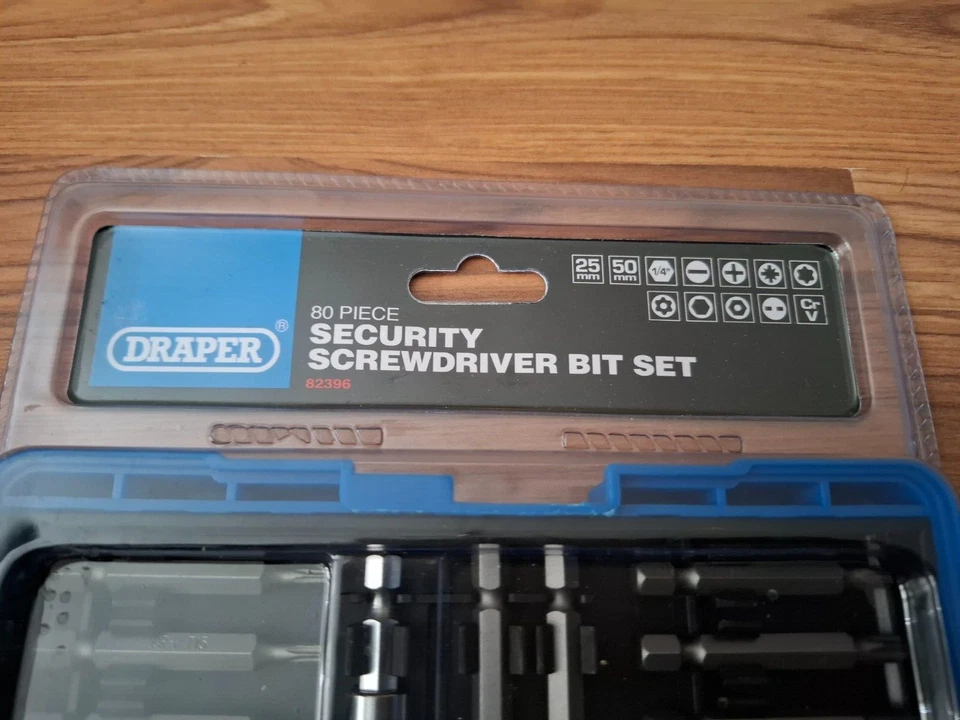 DRAPER®
80 PIECE
SECURITY
SCREWDRIVER BIT SET
82396
25 mm
50 mm
1/4"
Cr V